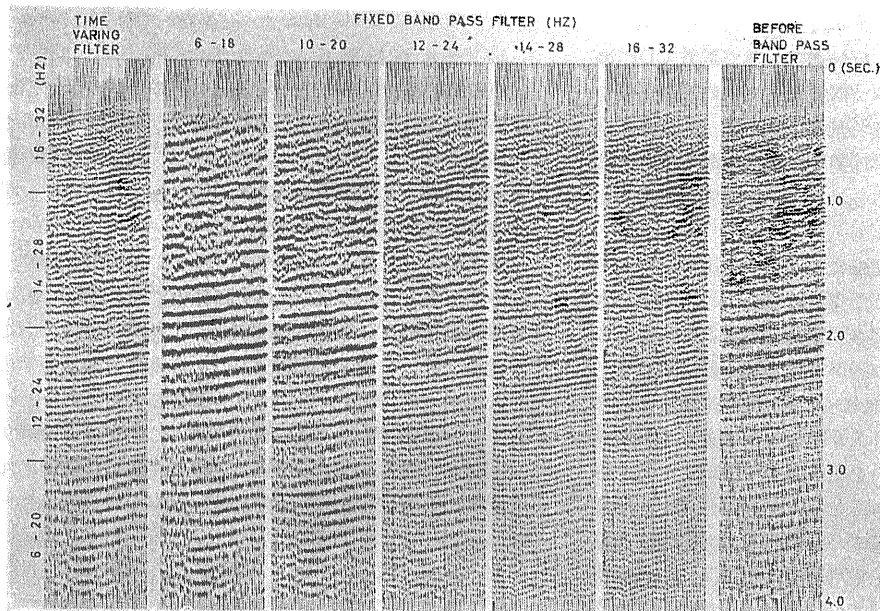 TIME
VARING
FILTER
FIXED BAND PASS FILTER (HZ)
6 - 18
10 - 20
12 - 24
14 - 28
16 - 32
BEFORE
BAND PASS
FILTER
0 (SEC.)
1.0
2.0
3.0
4.0
(HZ)
16 - 32
14 - 28
12 - 24
6 - 20